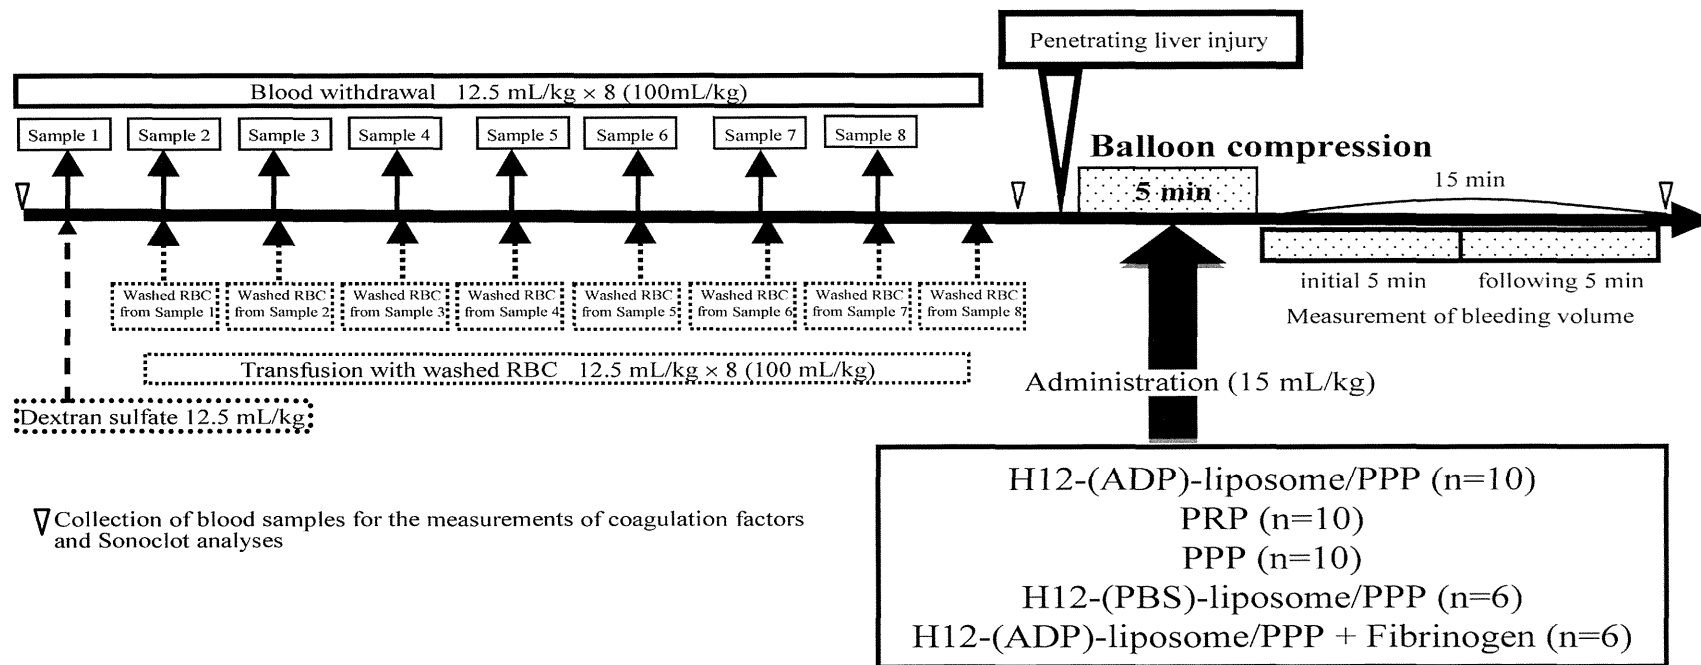 Penetrating liver injury
Blood withdrawal 12.5 mL/kg × 8 (100mL/kg)
Sample 1
Sample 2
Sample 3
Sample 4
Sample 5
Sample 6
Sample 7
Sample 8
Balloon compression
5 min
15 min
initial 5 min
following 5 min
Measurement of bleeding volume
Washed RBC
from Sample 1
Washed RBC
from Sample 2
Washed RBC
from Sample 3
Washed RBC
from Sample 4
Washed RBC
from Sample 5
Washed RBC
from Sample 6
Washed RBC
from Sample 7
Washed RBC
from Sample 8
Transfusion with washed RBC 12.5 mL/kg × 8 (100 mL/kg)
Dextran sulfate 12.5 mL/kg
Administration (15 mL/kg)
H12-(ADP)-liposome/PPP (n=10)
PRP (n=10)
PPP (n=10)
H12-(PBS)-liposome/PPP (n=6)
H12-(ADP)-liposome/PPP + Fibrinogen (n=6)
Collection of blood samples for the measurements of coagulation factors
and Sonoclot analyses